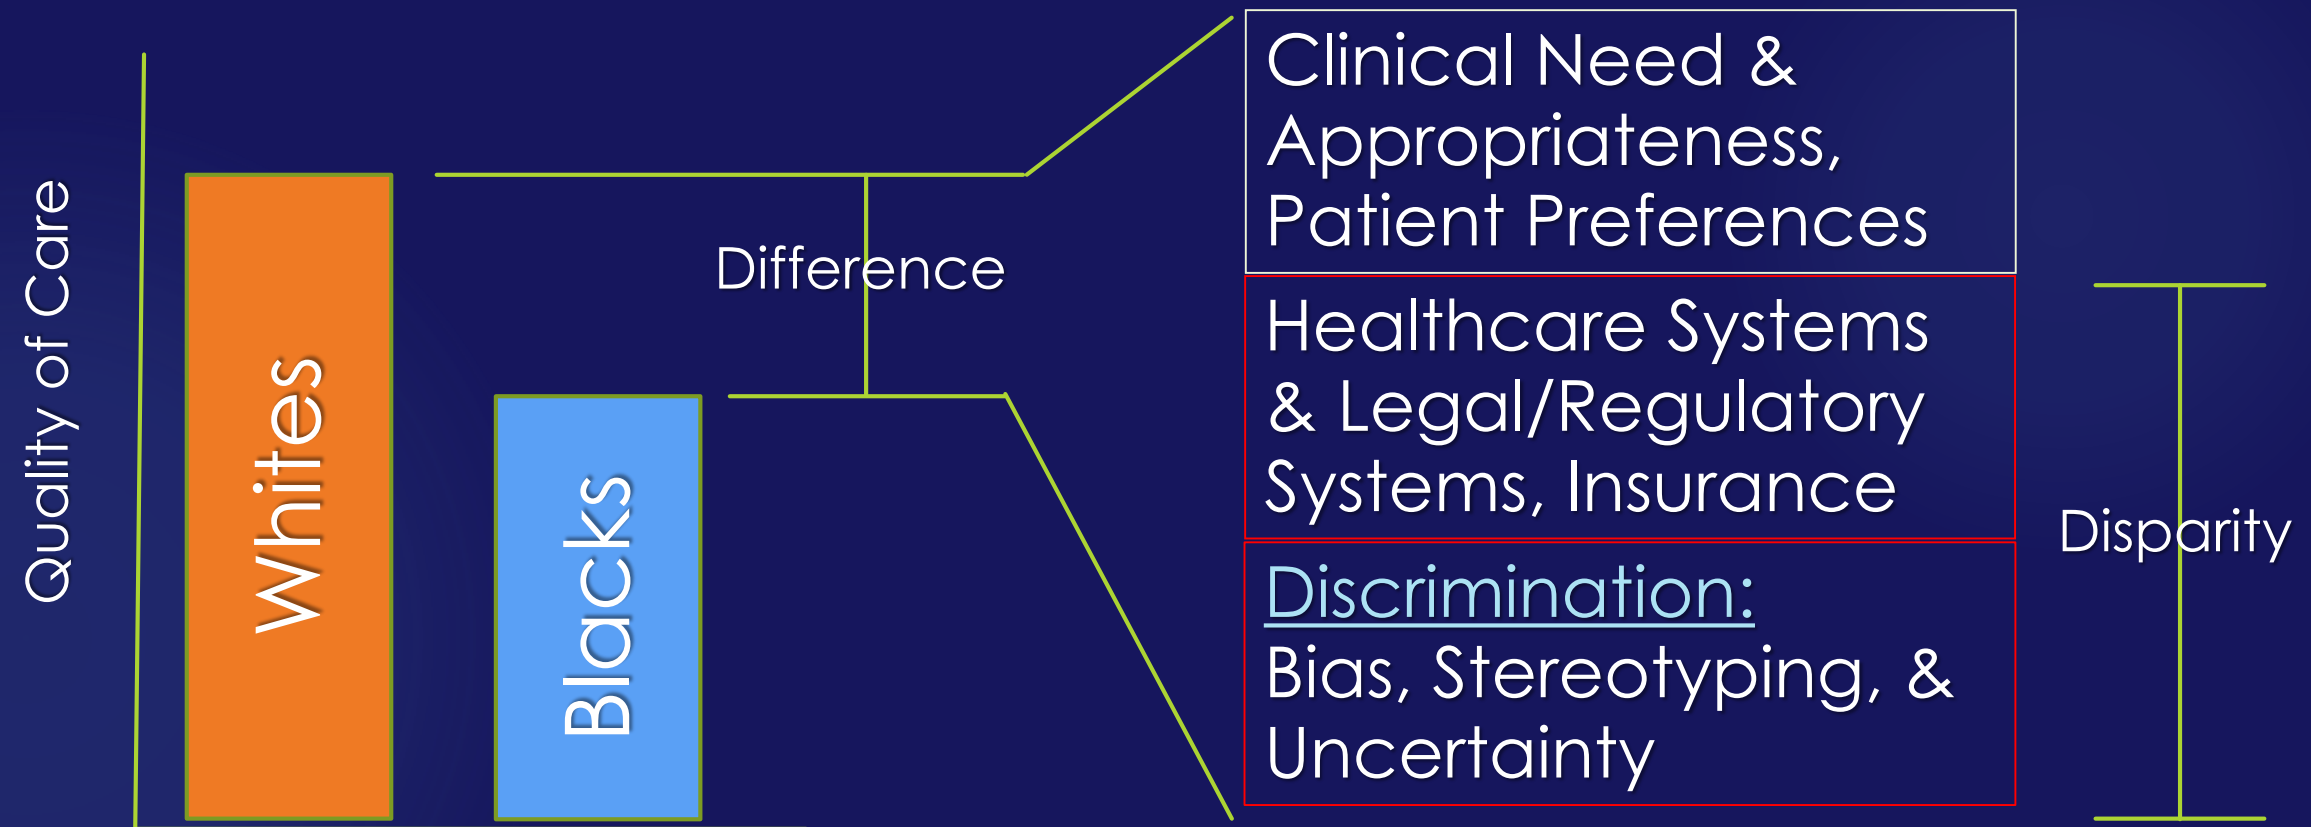 Quality of Care
Whites
Blacks
Difference
Clinical Need &
Appropriateness,
Patient Preferences
Healthcare Systems
& Legal/Regulatory
Systems, Insurance
Discrimination:
Bias, Stereotyping, &
Uncertainty
Disparity